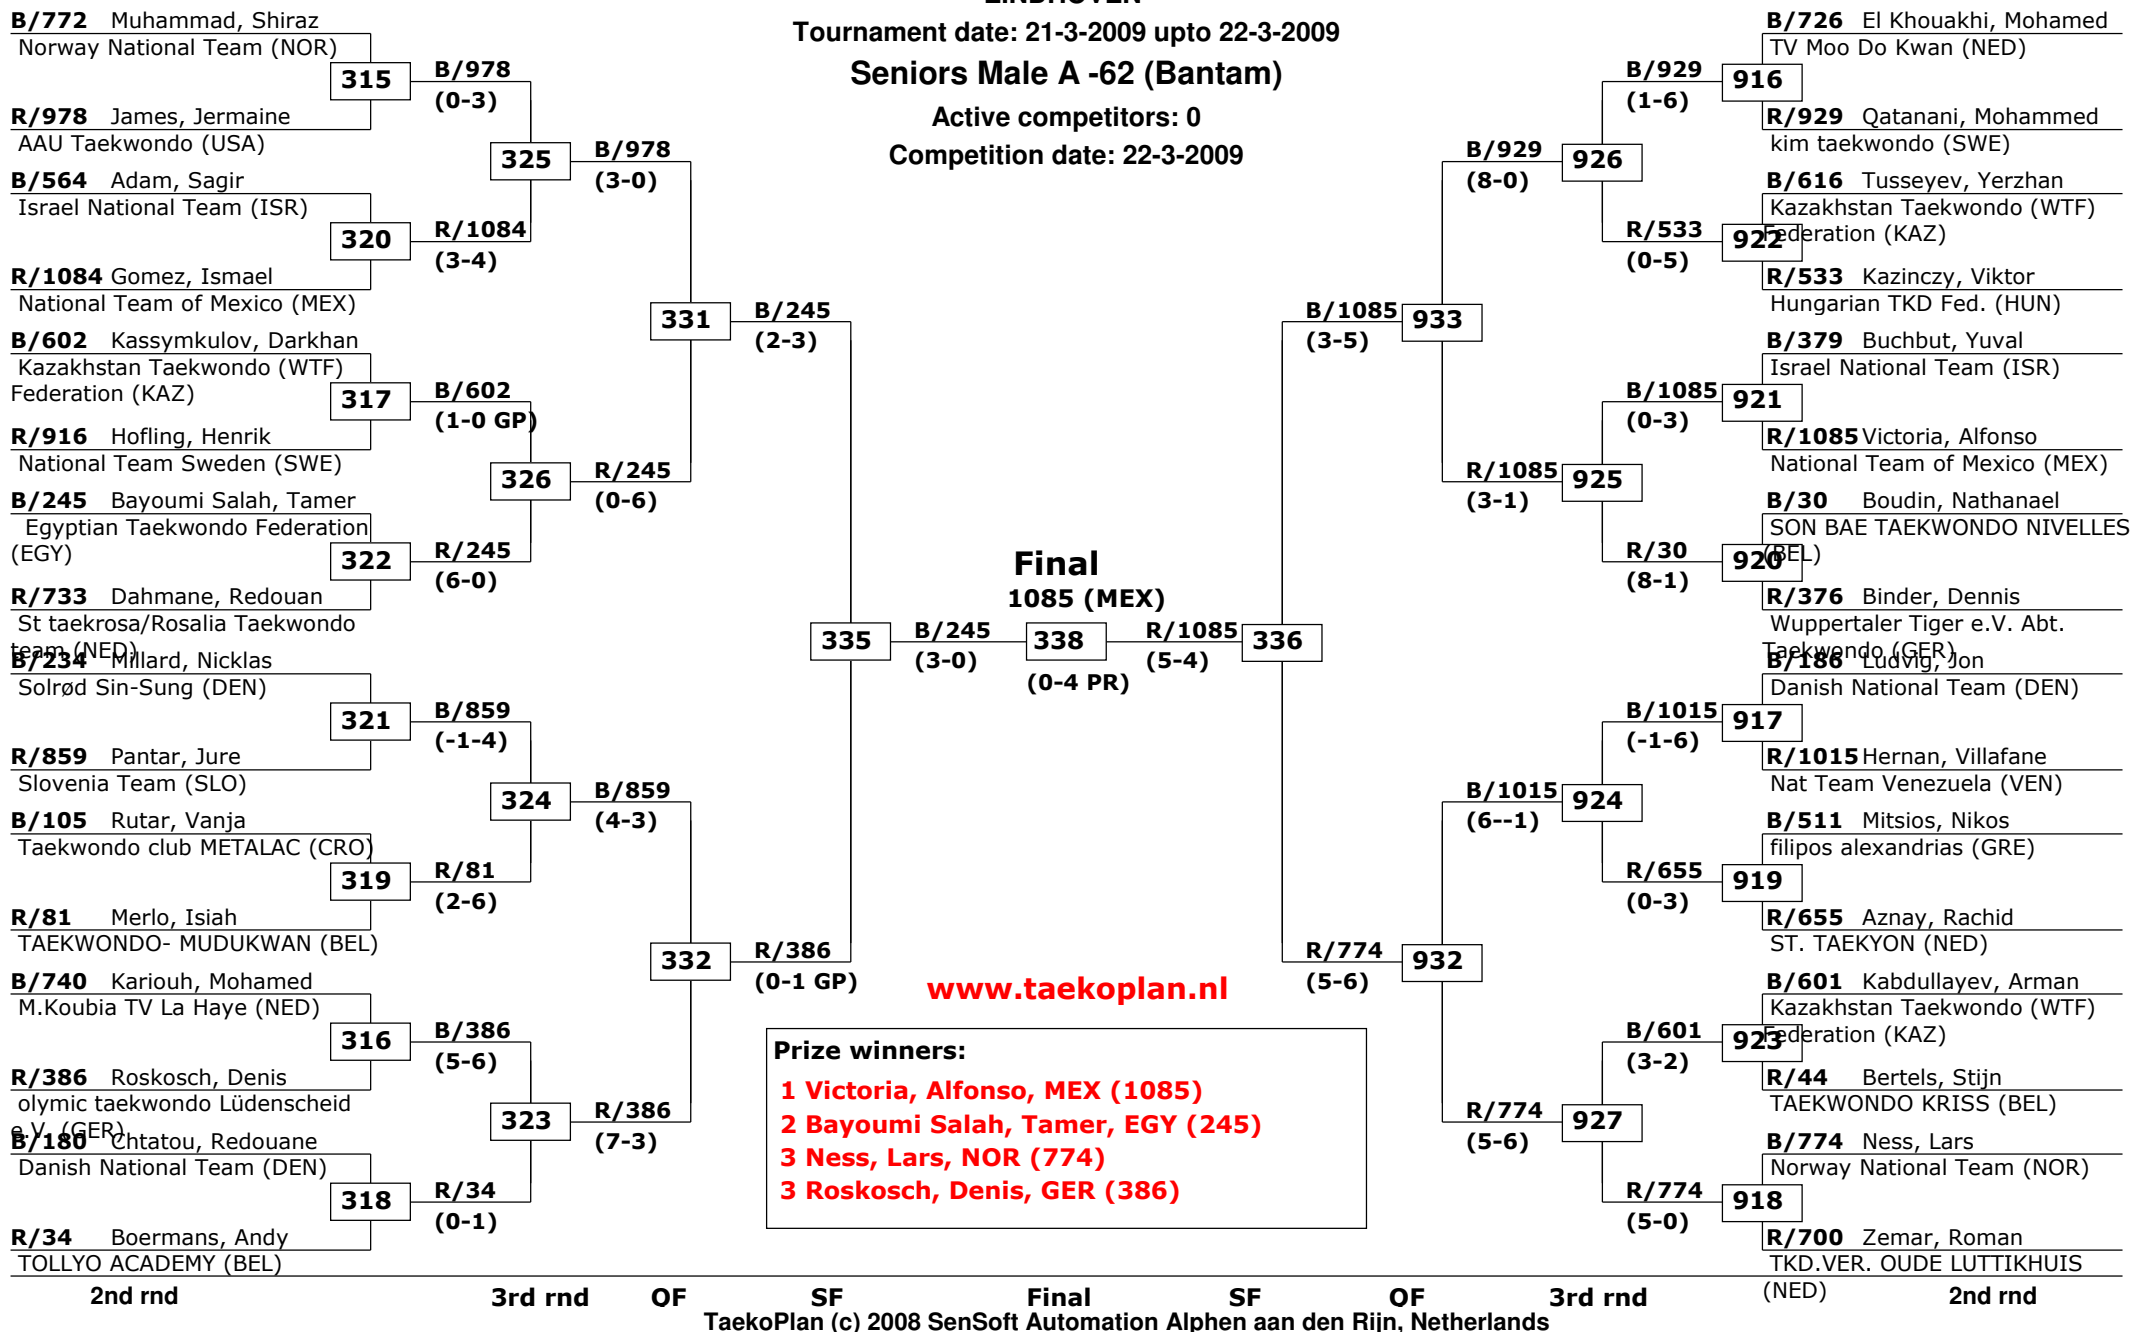 EINDHOVEN
Tournament date: 21-3-2009 upto 22-3-2009
Seniors Male A -62 (Bantam)
Active competitors: 0
Competition date: 22-3-2009
B/772 Muhammad, Shiraz
Norway National Team (NOR)
315
R/978 James, Jermaine
AAU Taekwondo (USA)
B/564 Adam, Sagir
Israel National Team (ISR)
320
R/1084 Gomez, Ismael
National Team of Mexico (MEX)
B/602 Kassymkulov, Darkhan
Kazakhstan Taekwondo (WTF)
Federation (KAZ)
317
R/916 Hofling, Henrik
National Team Sweden (SWE)
B/245 Bayoumi Salah, Tamer
Egyptian Taekwondo Federation
(EGY)
322
R/733 Dahmane, Redouan
St taekrosa/Rosalia Taekwondo
team (NED)
B/234 Millard, Nicklas
Solrød Sin-Sung (DEN)
321
R/859 Pantar, Jure
Slovenia Team (SLO)
B/105 Rutar, Vanja
Taekwondo club METALAC (CRO)
319
R/81 Merlo, Isiah
TAEKWONDO- MUDUKWAN (BEL)
B/740 Kariouh, Mohamed
M.Koubia TV La Haye (NED)
316
R/386 Roskosch, Denis
olymic taekwondo Lüdenscheid
e.V. (GER)
B/180 Chtatou, Redouane
Danish National Team (DEN)
318
R/34 Boermans, Andy
TOLLYO ACADEMY (BEL)
B/978
(0-3)
325
R/1084
(3-4)
B/602
(1-0 GP)
326
R/245
(6-0)
B/859
(-1-4)
324
R/81
(2-6)
B/386
(5-6)
323
R/34
(0-1)
B/978
(3-0)
331
R/245
(0-6)
B/859
(4-3)
332
R/386
(7-3)
B/245
(2-3)
335
R/386
(0-1 GP)
B/245
(3-0)
Final
1085 (MEX)
338
(0-4 PR)
R/1085
(5-4)
336
B/1085
(3-5)
R/774
(5-6)
933
932
B/929
(8-0)
R/1085
(3-1)
B/1015
(6--1)
R/774
(5-6)
926
925
924
927
B/929
(1-6)
R/533
(0-5)
B/1085
(0-3)
R/30
(8-1)
B/1015
(-1-6)
R/655
(0-3)
B/601
(3-2)
R/774
(5-0)
B/726 El Khouakhi, Mohamed
TV Moo Do Kwan (NED)
916
R/929 Qatanani, Mohammed
kim taekwondo (SWE)
B/616 Tusseyev, Yerzhan
Kazakhstan Taekwondo (WTF)
Federation (KAZ)
922
R/533 Kazinczy, Viktor
Hungarian TKD Fed. (HUN)
B/379 Buchbut, Yuval
Israel National Team (ISR)
921
R/1085 Victoria, Alfonso
National Team of Mexico (MEX)
B/30 Boudin, Nathanael
SON BAE TAEKWONDO NIVELLES
(BEL)
920
R/376 Binder, Dennis
Wuppertaler Tiger e.V. Abt.
Taekwondo (GER)
B/186 Ludvig, Jon
Danish National Team (DEN)
917
R/1015 Hernan, Villafane
Nat Team Venezuela (VEN)
B/511 Mitsios, Nikos
filipos alexandrias (GRE)
919
R/655 Aznay, Rachid
ST. TAEKYON (NED)
B/601 Kabdullayev, Arman
Kazakhstan Taekwondo (WTF)
Federation (KAZ)
923
R/44 Bertels, Stijn
TAEKWONDO KRISS (BEL)
B/774 Ness, Lars
Norway National Team (NOR)
918
R/700 Zemar, Roman
TKD.VER. OUDE LUTTIKHUIS
(NED)
www.taekoplan.nl
Prize winners:
1 Victoria, Alfonso, MEX (1085)
2 Bayoumi Salah, Tamer, EGY (245)
3 Ness, Lars, NOR (774)
3 Roskosch, Denis, GER (386)
2nd rnd 3rd rnd QF SF Final SF QF 3rd rnd 2nd rnd
TaekoPlan (c) 2008 SenSoft Automation Alphen aan den Rijn, Netherlands